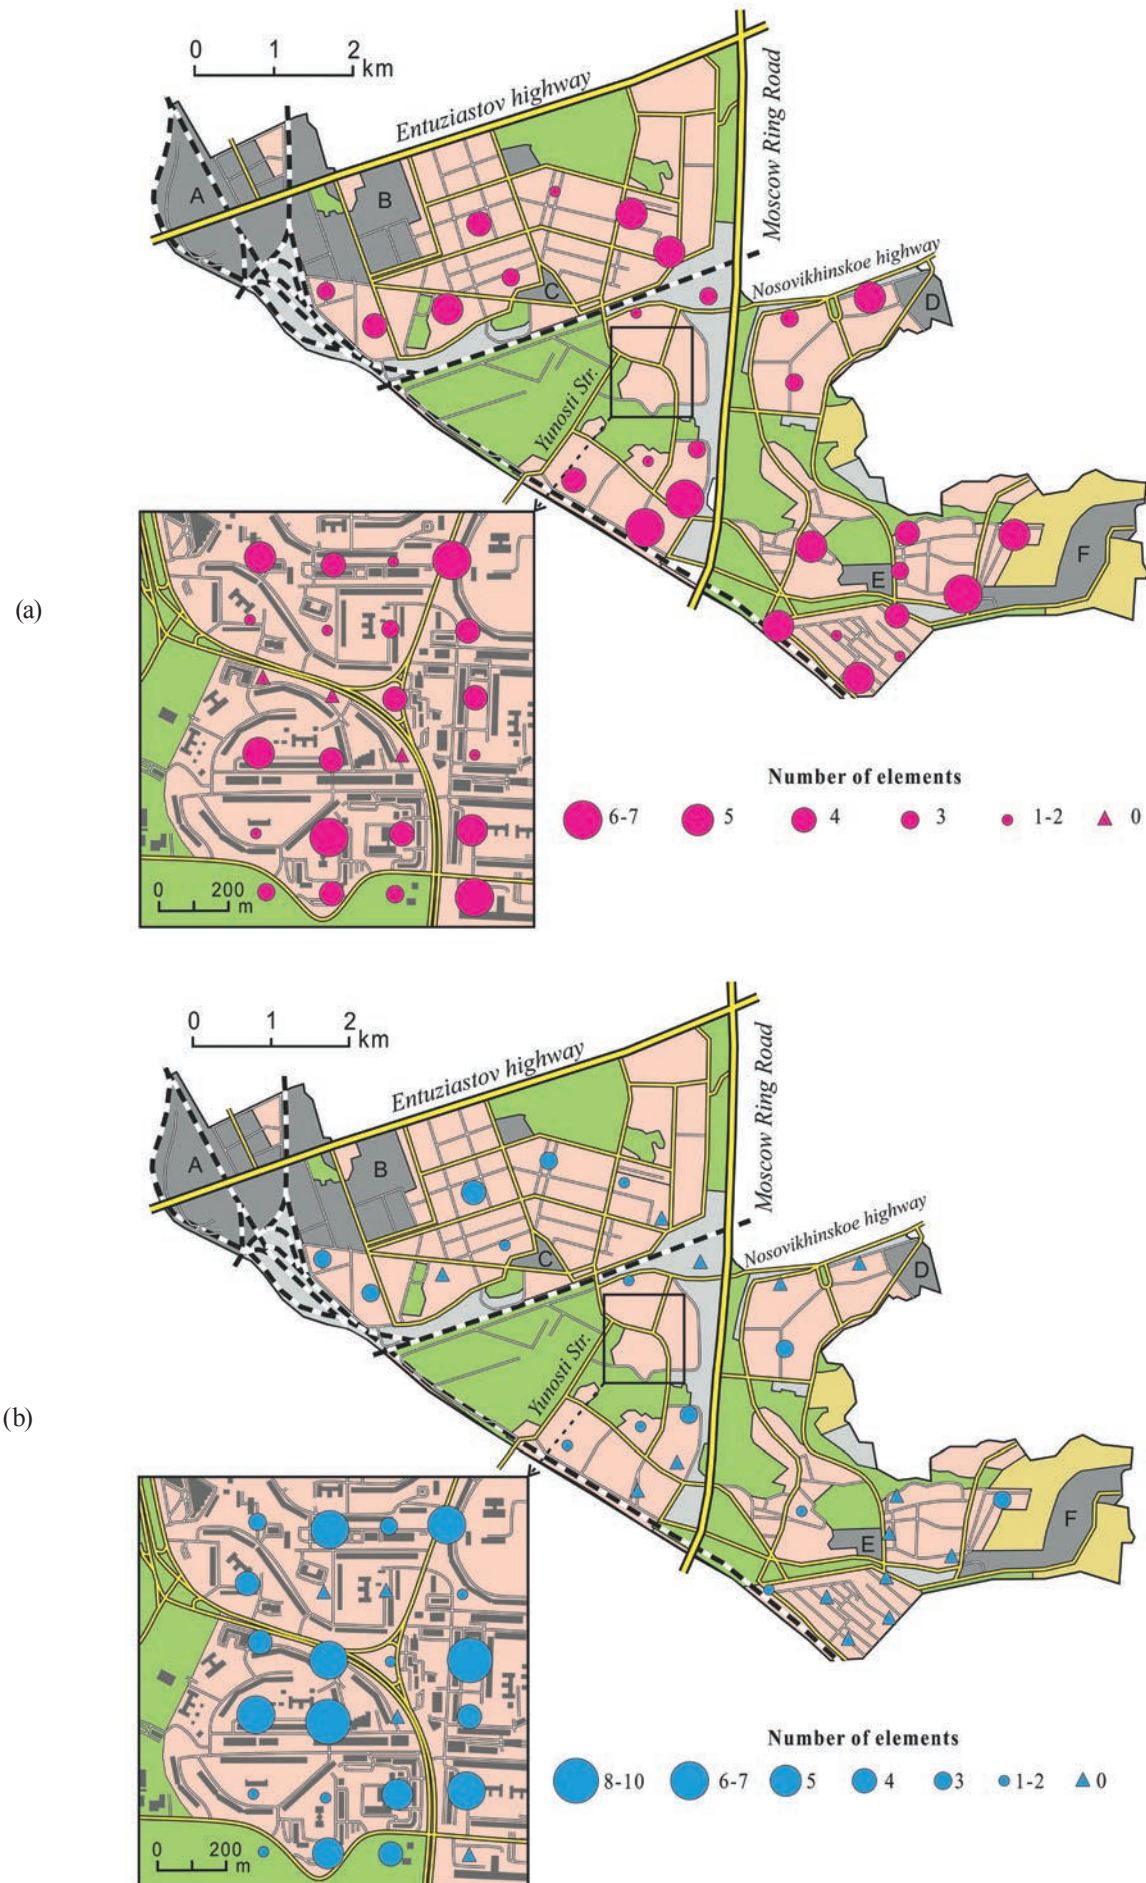 0 1 2
km
Entuziastov highway
Moscow Ring Road
A
B
Nosovikhinskoe highway
C
D
Yunosti Str.
F
E
(a)
Number of elements
6-7 5 4 3 1-2 0
0 200
m
0 1 2
km
Entuziastov highway
Moscow Ring Road
A
B
Nosovikhinskoe highway
C
D
Yunosti Str.
(b)
F
E
Number of elements
8-10 6-7 5 4 3 1-2 0
0 200
m